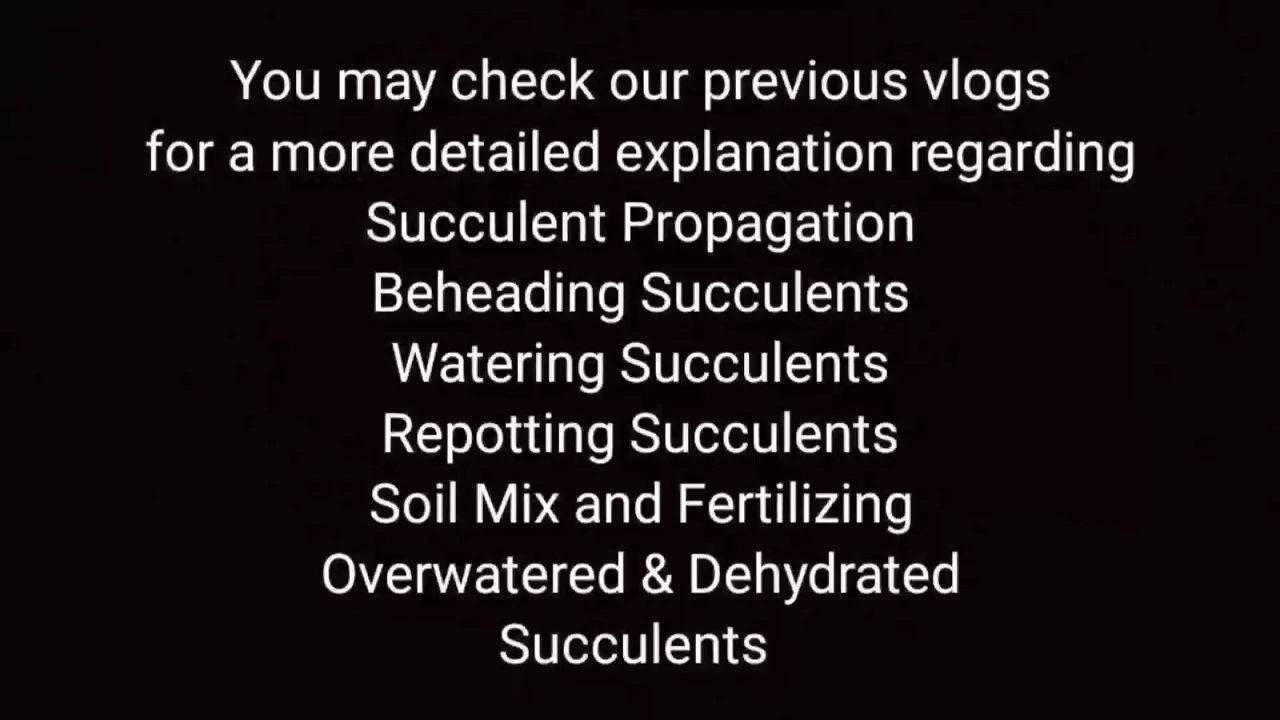 You may check our previous vlogs
for a more detailed explanation regarding
Succulent Propagation
Beheading Succulents
Watering Succulents
Repotting Succulents
Soil Mix and Fertilizing
Overwatered & Dehydrated
Succulents